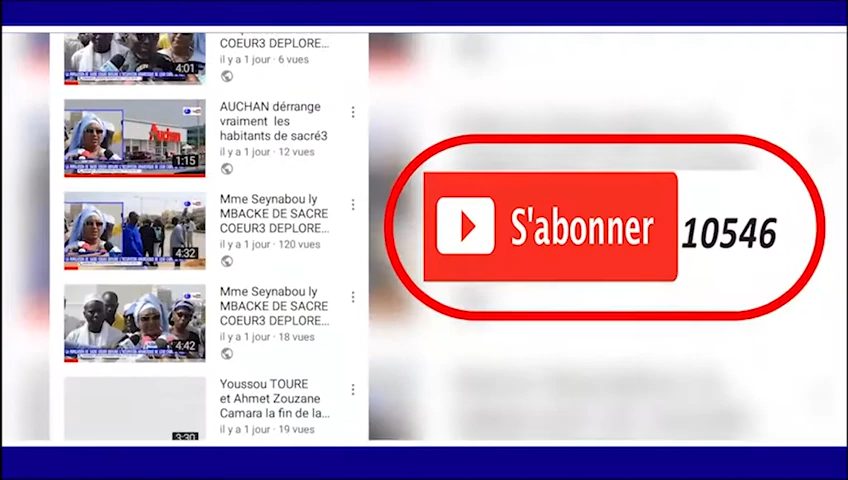 COEUR3 DEPLORE...
il y a 1 jour · 6 vues
4:01
AUCHAN dérrange
vraiment les
habitants de sacré3
il y a 1 jour · 12 vues
Auchan
1:15
Mme Seynabou ly
MBACKE DE SACRE
COEUR3 DEPLORE...
il y a 1 jour · 120 vues
4:32
Mme Seynabou ly
MBACKE DE SACRE
COEUR3 DEPLORE...
il y a 1 jour · 18 vues
4:42
Youssou TOURE
et Ahmet Zouzane
Camara la fin de la...
il y a 1 jour · 19 vues
3:30
S'abonner
10546